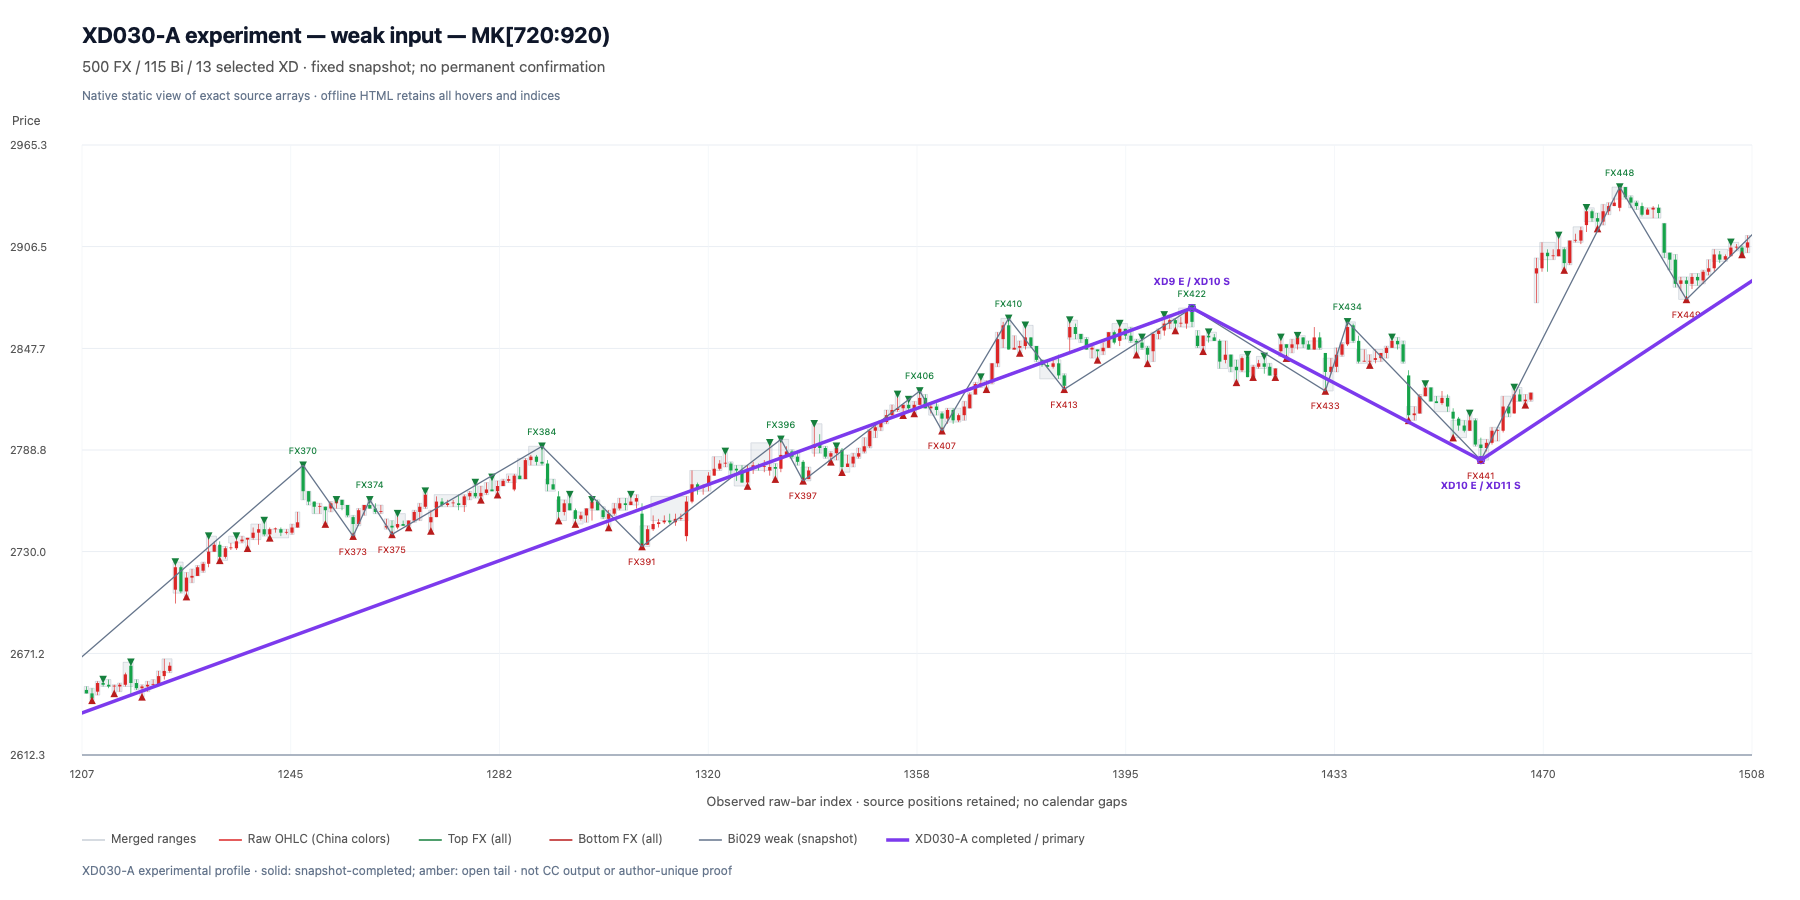 XD030-A experiment — weak input — MK[720:920)
500 FX / 115 Bi / 13 selected XD · fixed snapshot; no permanent confirmation
Native static view of exact source arrays · offline HTML retains all hovers and indices
Price
2965.3
FX448
2906.5
XD9 E / XD10 S
FX422
FX410
FX434
FX449
2847.7
FX406
FX413
FX433
FX384
FX396
FX407
2788.8
FX370
FX441
XD10 E / XD11 S
FX374
FX397
2730.0
FX373
FX375
FX391
2671.2
2612.3
1207 1245 1282 1320 1358 1395 1433 1470 1508
Observed raw-bar index · source positions retained; no calendar gaps
Merged ranges Raw OHLC (China colors) Top FX (all) Bottom FX (all) Bi029 weak (snapshot) XD030-A completed / primary
XD030-A experimental profile · solid: snapshot-completed; amber: open tail · not CC output or author-unique proof